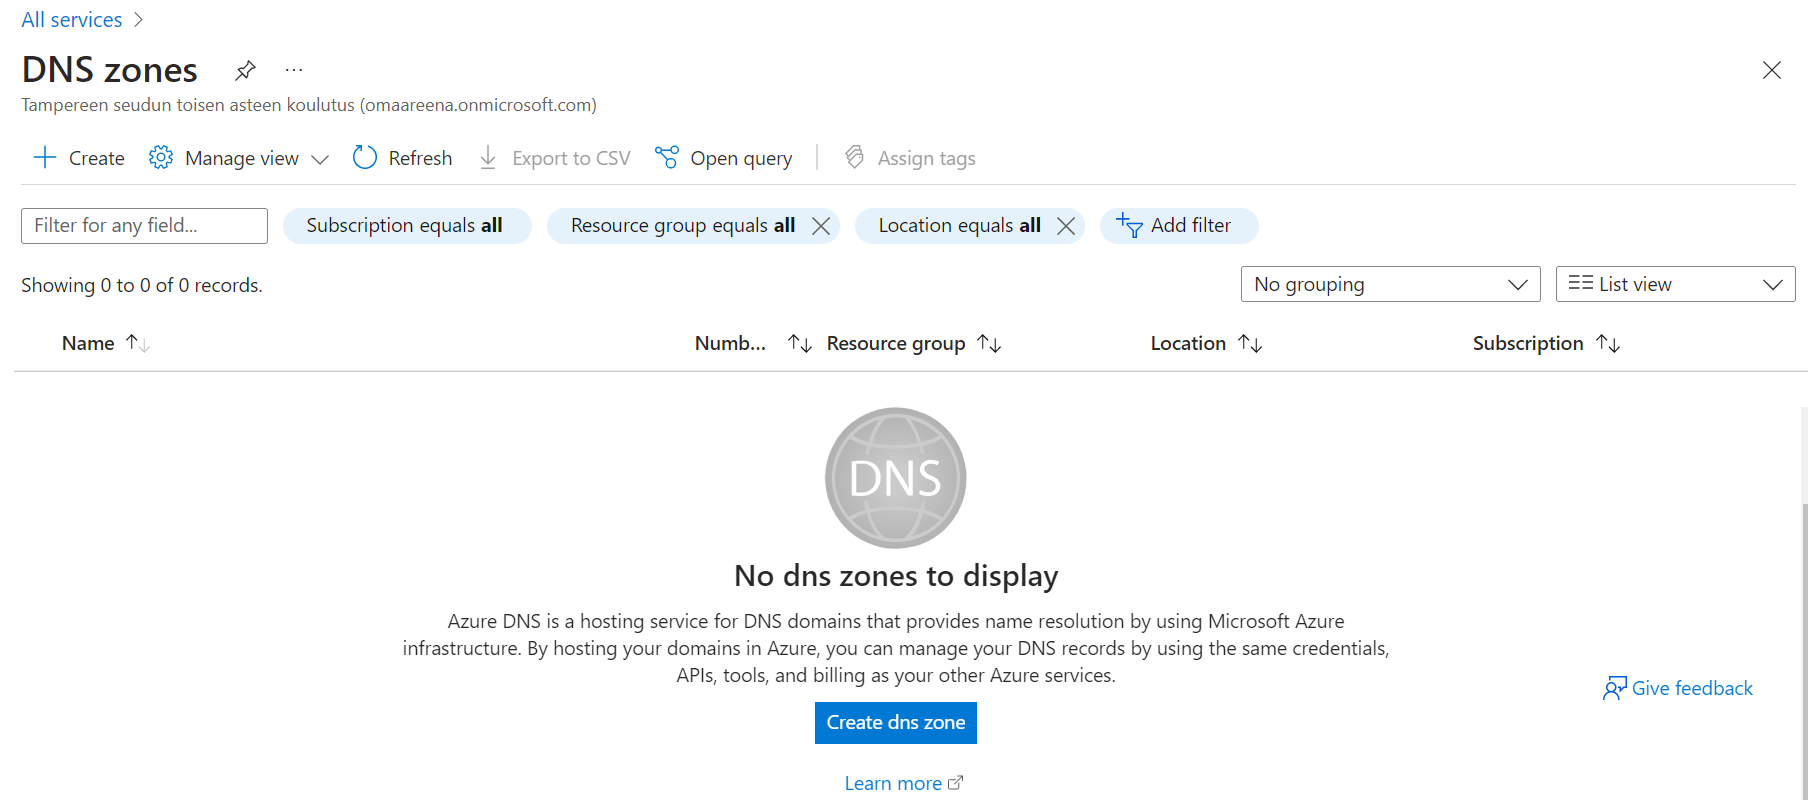 All services
DNS zones
Tampereen seudun toisen asteen koulutus (omaareena.onmicrosoft.com)
Create Manage view Refresh Export to CSV Open query Assign tags
Filter for any field... Subscription equals all Resource group equals all Location equals all Add filter
Showing 0 to 0 of 0 records. No grouping List view
Name Numb... Resource group Location Subscription
DNS
No dns zones to display
Azure DNS is a hosting service for DNS domains that provides name resolution by using Microsoft Azure
infrastructure. By hosting your domains in Azure, you can manage your DNS records by using the same credentials,
APIs, tools, and billing as your other Azure services.
Give feedback
Create dns zone
Learn more